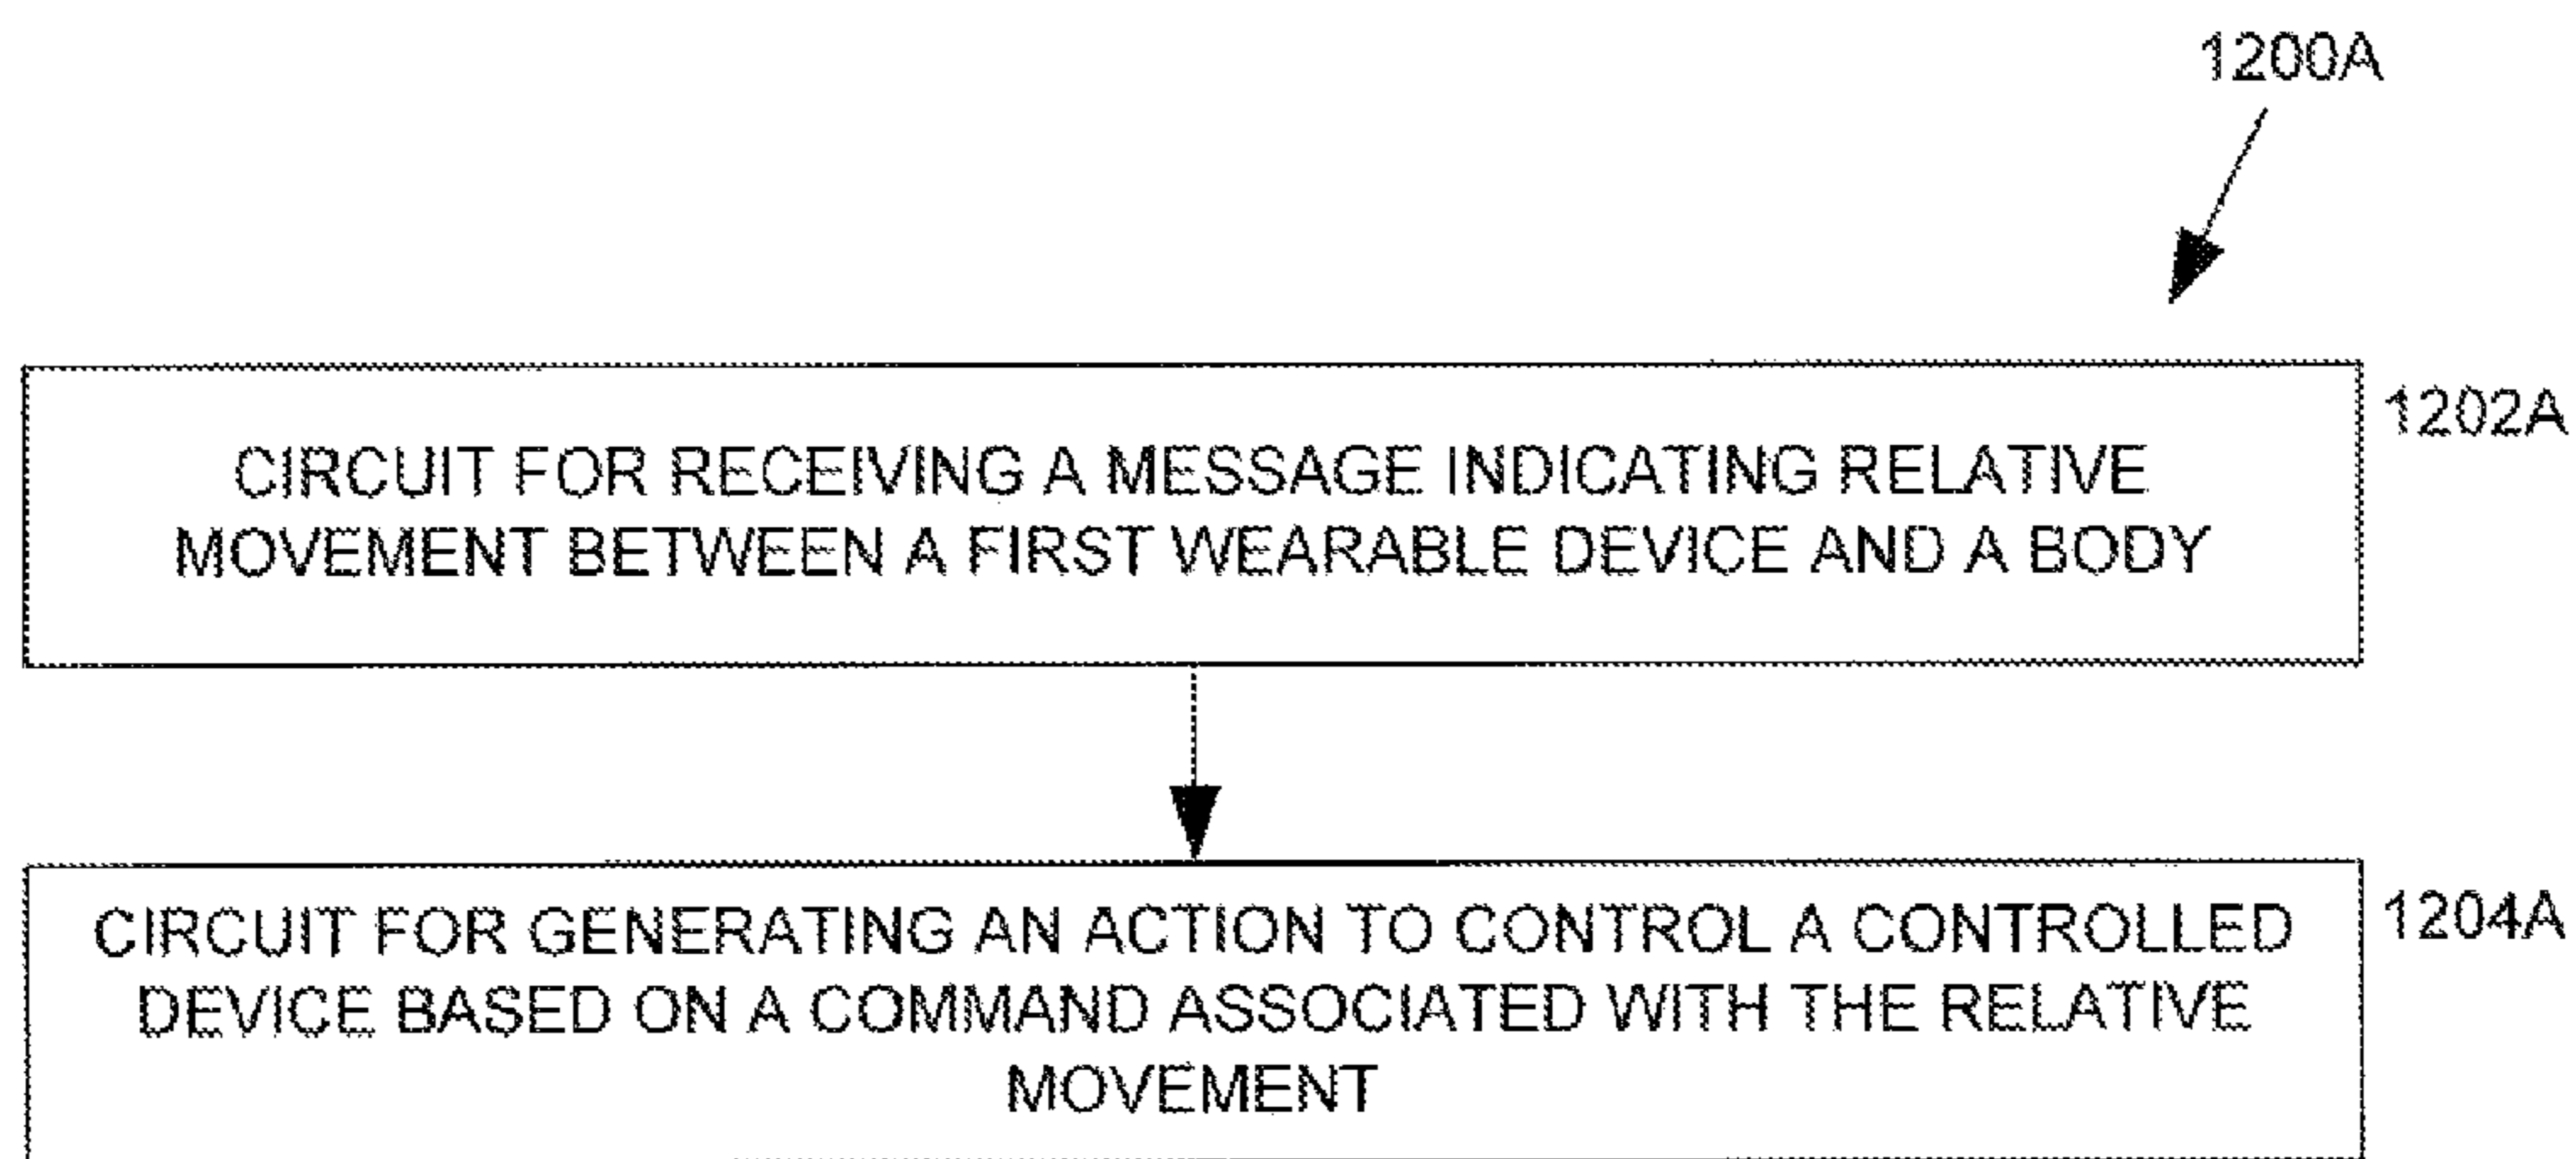 1200A
1202A
CIRCUIT FOR RECEIVING A MESSAGE INDICATING RELATIVE
MOVEMENT BETWEEN A FIRST WEARABLE DEVICE AND A BODY
1204A
CIRCUIT FOR GENERATING AN ACTION TO CONTROL A CONTROLLED
DEVICE BASED ON A COMMAND ASSOCIATED WITH THE RELATIVE
MOVEMENT